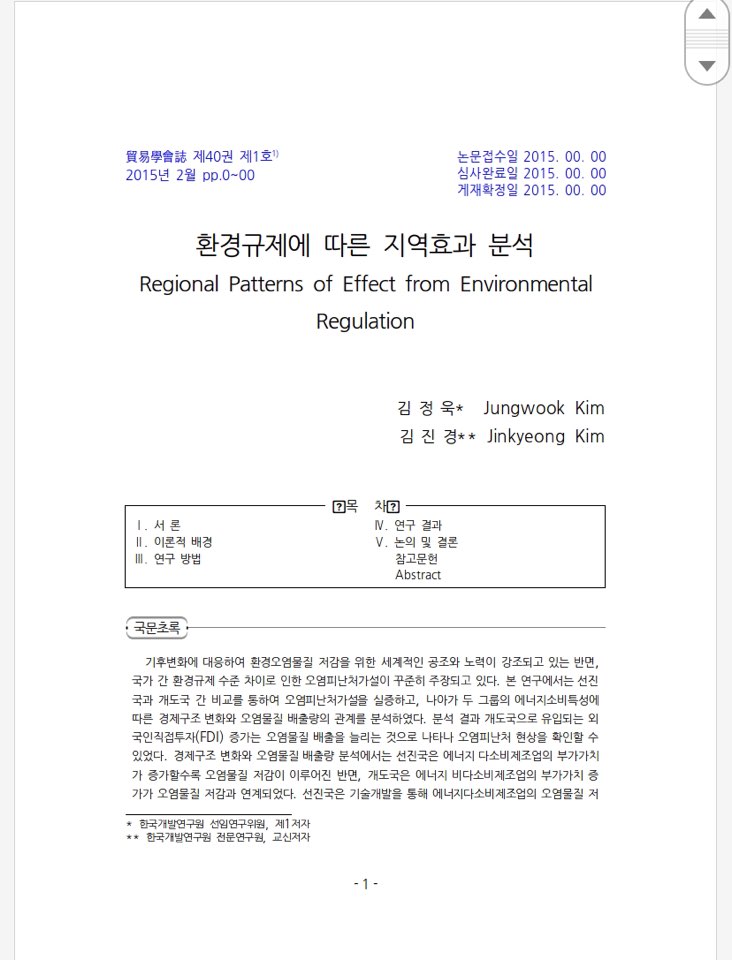 貿易學會誌 제40권 제1호1)
2015년 2월 pp.0~00
논문접수일 2015. 00. 00
심사완료일 2015. 00. 00
게재확정일 2015. 00. 00
환경규제에 따른 지역효과 분석
Regional Patterns of Effect from Environmental
Regulation
김 정 욱* Jungwook Kim
김 진 경** Jinkyeong Kim
?목 차?
Ⅰ. 서 론
Ⅱ. 이론적 배경
Ⅲ. 연구 방법
Ⅳ. 연구 결과
Ⅴ. 논의 및 결론
참고문헌
Abstract
국문초록
기후변화에 대응하여 환경오염물질 저감을 위한 세계적인 공조와 노력이 강조되고 있는 반면,
국가 간 환경규제 수준 차이로 인한 오염피난처가설이 꾸준히 주장되고 있다. 본 연구에서는 선진
국과 개도국 간 비교를 통하여 오염피난처가설을 실증하고, 나아가 두 그룹의 에너지소비특성에
따른 경제구조 변화와 오염물질 배출량의 관계를 분석하였다. 분석 결과 개도국으로 유입되는 외
국인직접투자(FDI) 증가는 오염물질 배출을 늘리는 것으로 나타나 오염피난처 현상을 확인할 수
있었다. 경제구조 변화와 오염물질 배출량 분석에서는 선진국은 에너지 다소비제조업의 부가가치
가 증가할수록 오염물질 저감이 이루어진 반면, 개도국은 에너지 비다소비제조업의 부가가치 증
가가 오염물질 저감과 연계되었다. 선진국은 기술개발을 통해 에너지다소비제조업의 오염물질 저
* 한국개발연구원 선임연구위원, 제1저자
** 한국개발연구원 전문연구원, 교신저자
- 1 -